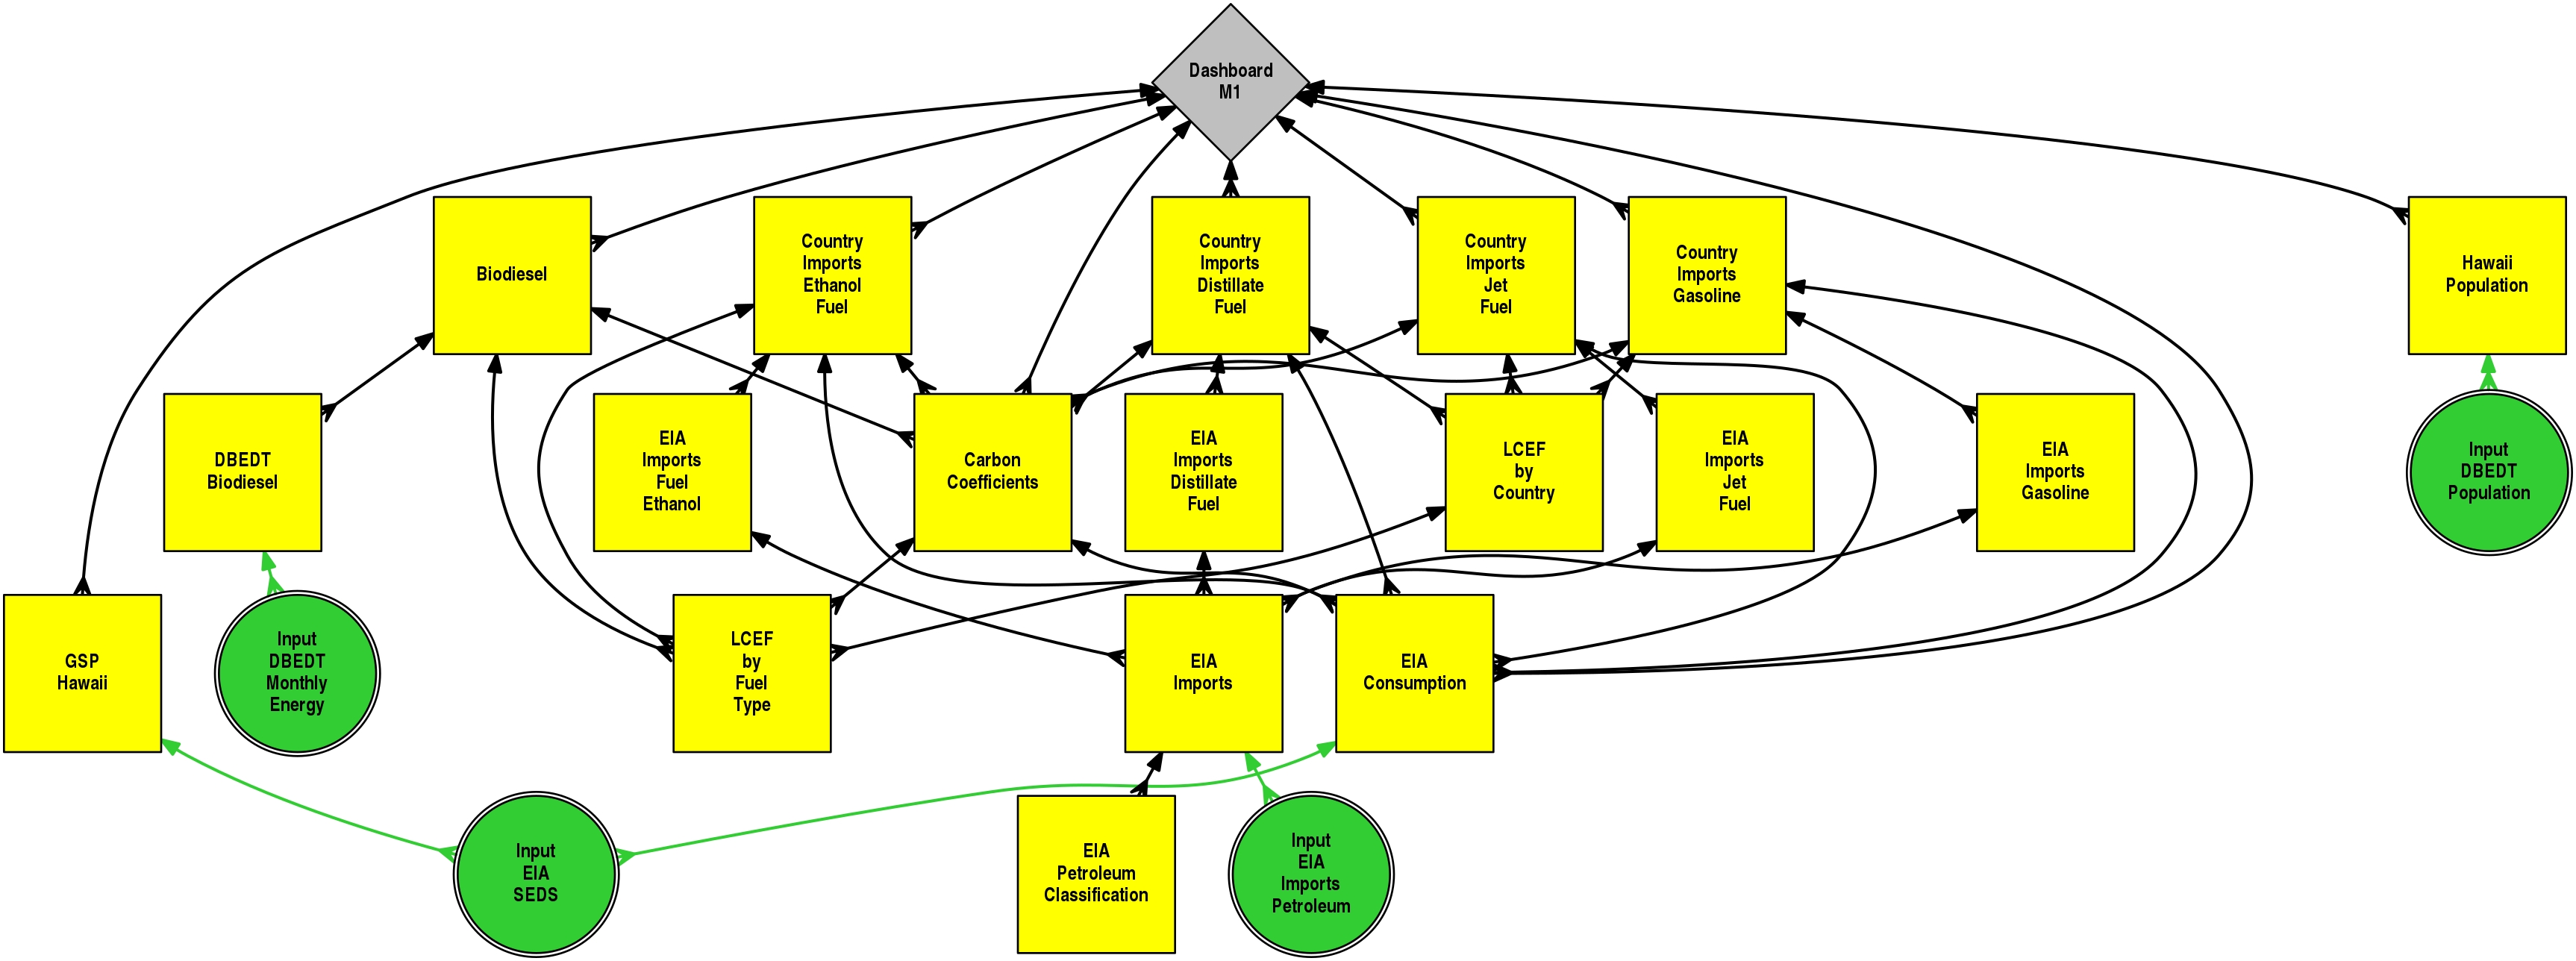 Dashboard
M1
Biodiesel
Country
Imports
Ethanol
Fuel
Country
Imports
Distillate
Fuel
Country
Imports
Jet
Fuel
Country
Imports
Gasoline
Hawaii
Population
DBEDT
Biodiesel
EIA
Imports
Fuel
Ethanol
Carbon
Coefficients
EIA
Imports
Distillate
Fuel
LCEF
by
Country
EIA
Imports
Jet
Fuel
EIA
Imports
Gasoline
Input
DBEDT
Population
GSP
Hawaii
Input
DBEDT
Monthly
Energy
LCEF
by
Fuel
Type
EIA
Imports
EIA
Consumption
Input
EIA
SEDS
EIA
Petroleum
Classification
Input
EIA
Imports
Petroleum